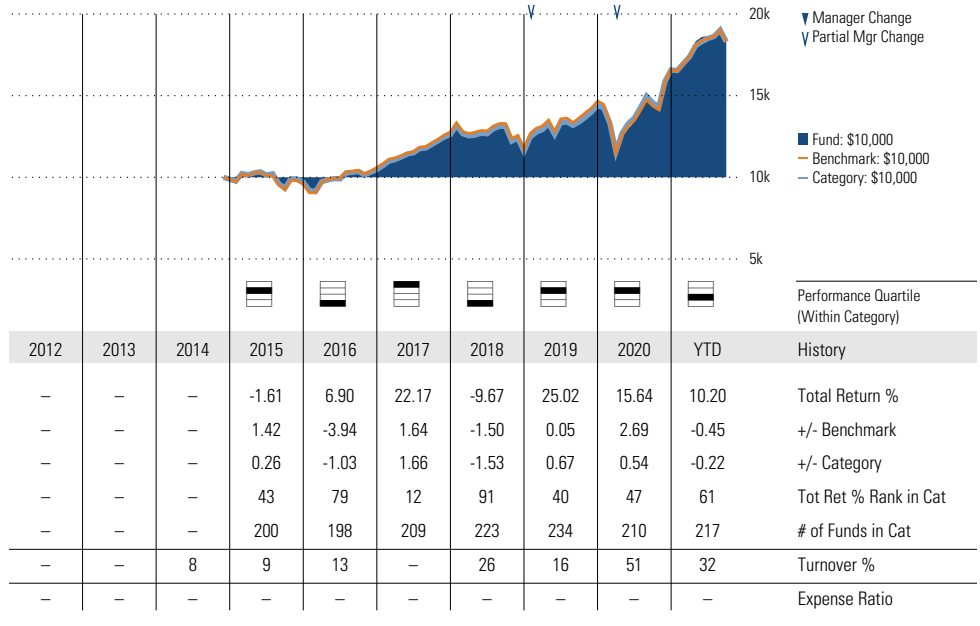 20k
▼ Manager Change
∨ Partial Mgr Change
15k
Fund: $10,000
Benchmark: $10,000
10k
Category: $10,000
5k
Performance Quartile
(Within Category)
2012 2013 2014 2015 2016 2017 2018 2019 2020 YTD History
– – – -1.61 6.90 22.17 -9.67 25.02 15.64 10.20 Total Return %
– – – 1.42 -3.94 1.64 -1.50 0.05 2.69 -0.45 +/- Benchmark
– – – 0.26 -1.03 1.66 -1.53 0.67 0.54 -0.22 +/- Category
– – – 43 79 12 91 40 47 61 Tot Ret % Rank in Cat
– – – 200 198 209 223 234 210 217 # of Funds in Cat
– – 8 9 13 – 26 16 51 32 Turnover %
– – – – – – – – – – Expense Ratio